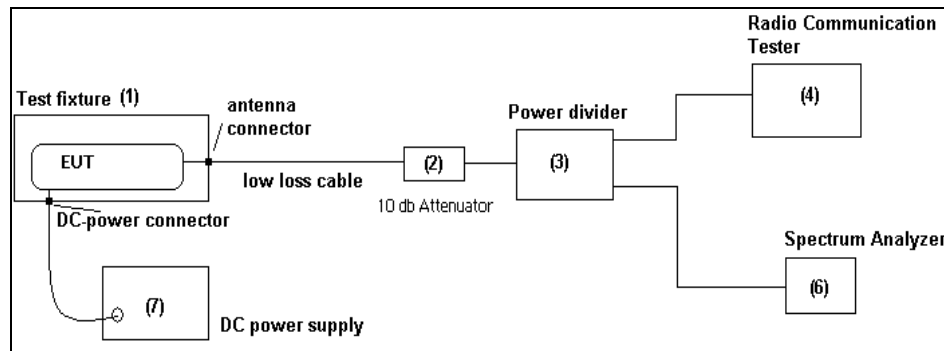 Radio Communication
Tester
Test fixture (1)
antenna
connector
Power divider
(4)
EUT
(2)
(3)
low loss cable
10 db Attenuator
DC-power connector
Spectrum Analyzer
(6)
(7)
DC power supply